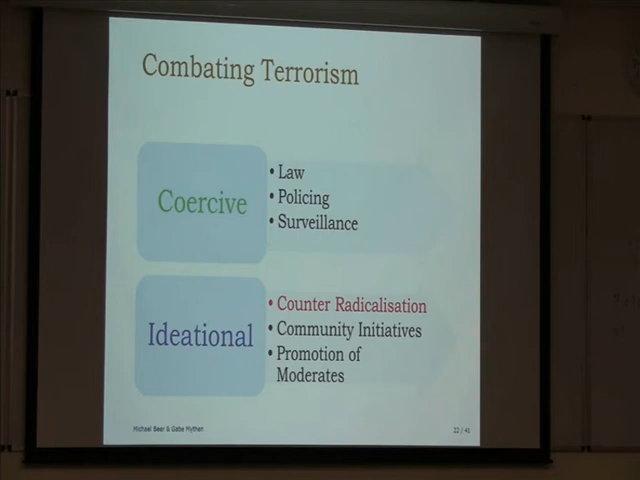 Combating Terrorism
Coercive
• Law
• Policing
• Surveillance
Ideational
• Counter Radicalisation
• Community Initiatives
• Promotion of
Moderates
Michael Beer & Gabe Mythen
22 / 41